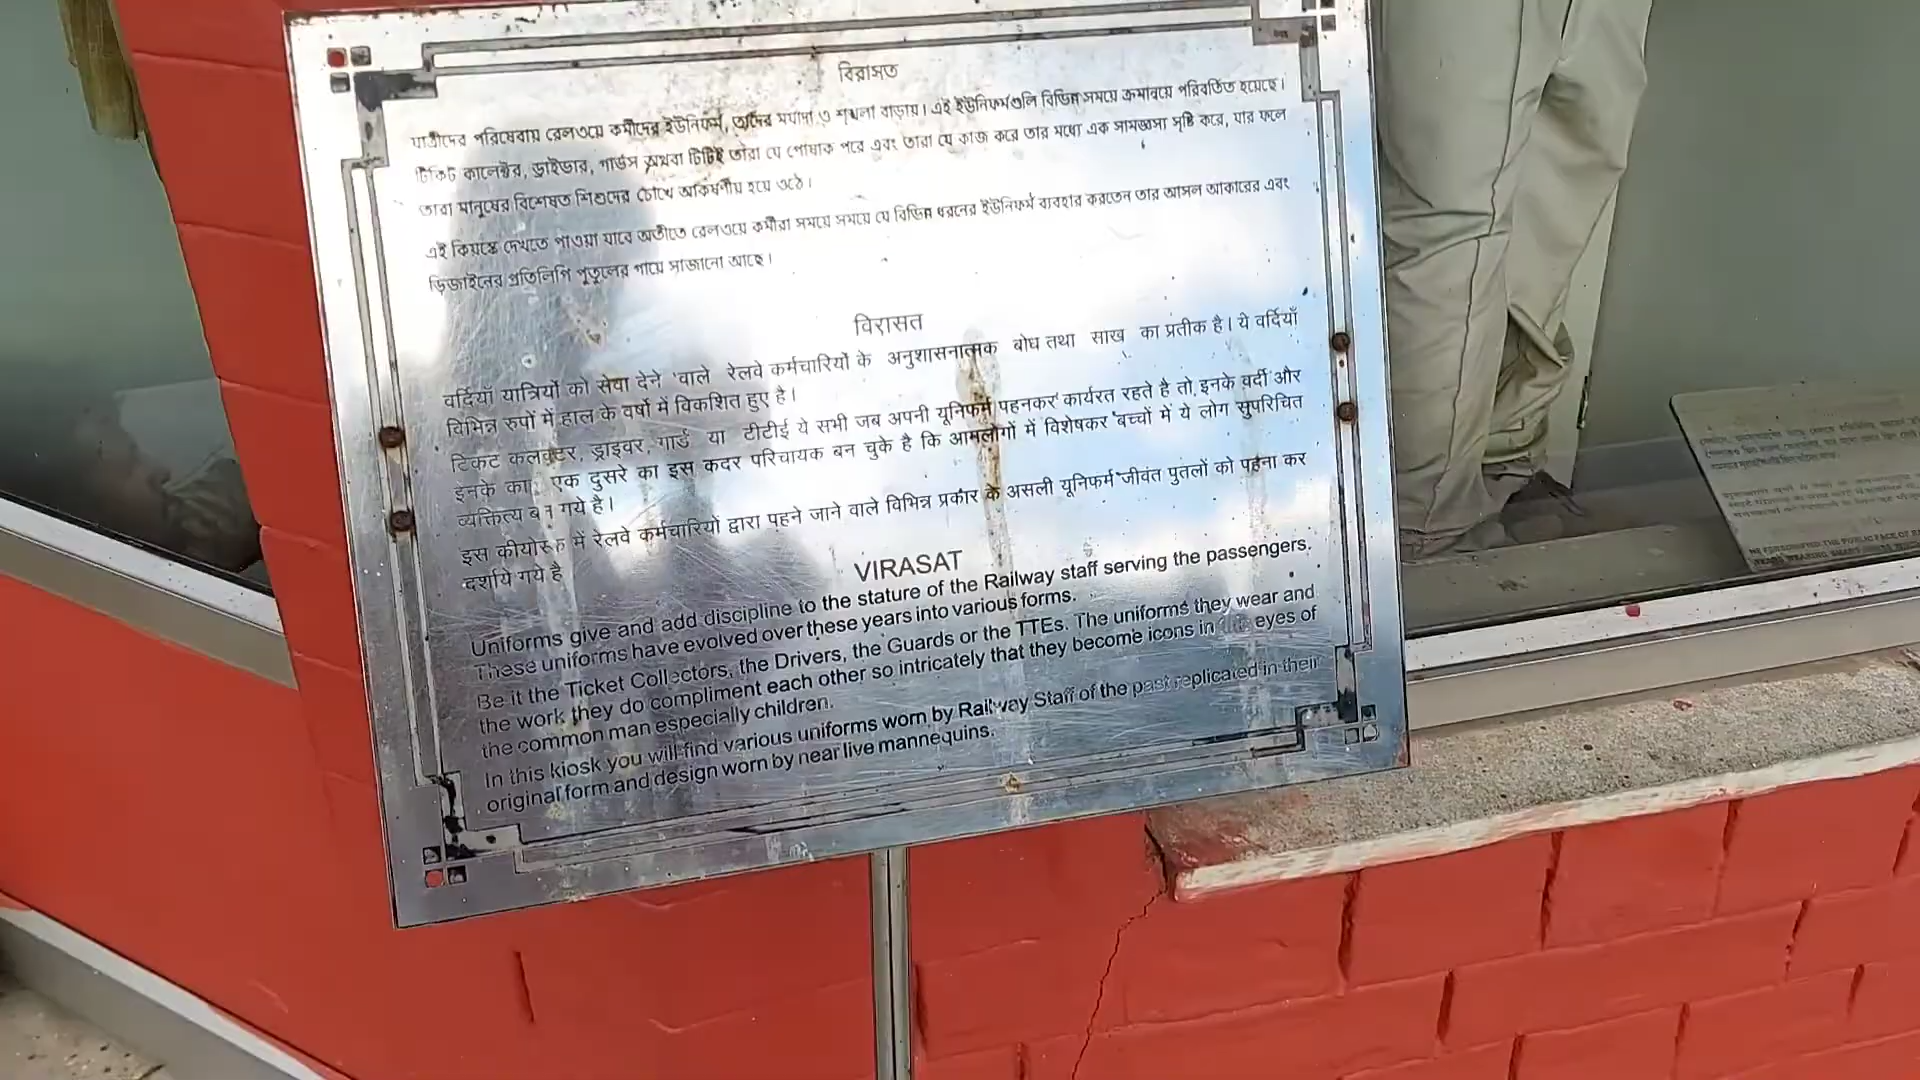 বিরাসত
যাত্রীদের পরিষেবায় রেলওয়ে কর্মীদের ইউনিফর্ম, তাদের মর্যাদা ও শৃঙ্খলা বাড়ায়। এই ইউনিফর্মগুলি বিভিন্ন সময়ে ক্রমান্বয়ে পরিবর্তিত হয়েছে।
টিকিট কালেক্টর, ড্রাইভার, গার্ডস অথবা টিটিই তাঁরা যে পোষাক পরে এবং তারা যে কাজ করে তার মধ্যে এক সামঞ্জস্য সৃষ্টি করে, যার ফলে
তারা মানুষের বিশেষত শিশুদের চোখে আকর্ষনীয় হয়ে ওঠে।
এই কিয়স্কে দেখতে পাওয়া যাবে অতীতে রেলওয়ে কর্মীরা সময়ে সময়ে যে বিভিন্ন ধরনের ইউনিফর্ম ব্যবহার করতেন তার আসল আকারের এবং
ডিজাইনের প্রতিলিপি পুতুলের গায়ে সাজানো আছে।
विरासत
वर्दियाँ यात्रियों को सेवा देने वाले रेलवे कर्मचारियों के अनुशासनात्मक बोध तथा साख का प्रतीक है। ये वर्दियाँ
विभिन्न रुपों में हाल के वर्षो में विकशित हुए है।
टिकट कलक्टर, ड्राइवर, गार्ड या टीटीई ये सभी जब अपनी यूनिफर्म पहनकर कार्यरत रहते है तो इनके वर्दी और
इनके का एक दुसरे का इस कदर परिचायक बन चुके है कि आमलोगों में विशेषकर बच्चों में ये लोग सुपरिचित
व्यक्तित्य बन गये है।
इस में रेलवे कर्मचारियों द्वारा पहने जाने वाले विभिन्न प्रकार के असली यूनिफर्म जीवंत पुतलों को पहना कर
दर्शाये गये है
VIRASAT
Uniforms give and add discipline to the stature of the Railway staff serving the passengers.
These uniforms have evolved over these years into various forms.
Be it the Ticket Collectors, the Drivers, the Guards or the TTEs. The uniforms they wear and
the work they do compliment each other so intricately that they become icons in the eyes of
the common man especially children.
In this kiosk you will find various uniforms worn by Railway Staff of the past replicated in their
original form and design worn by near live mannequins.
HE PERSONIFIED THE PUBLIC FACE OF